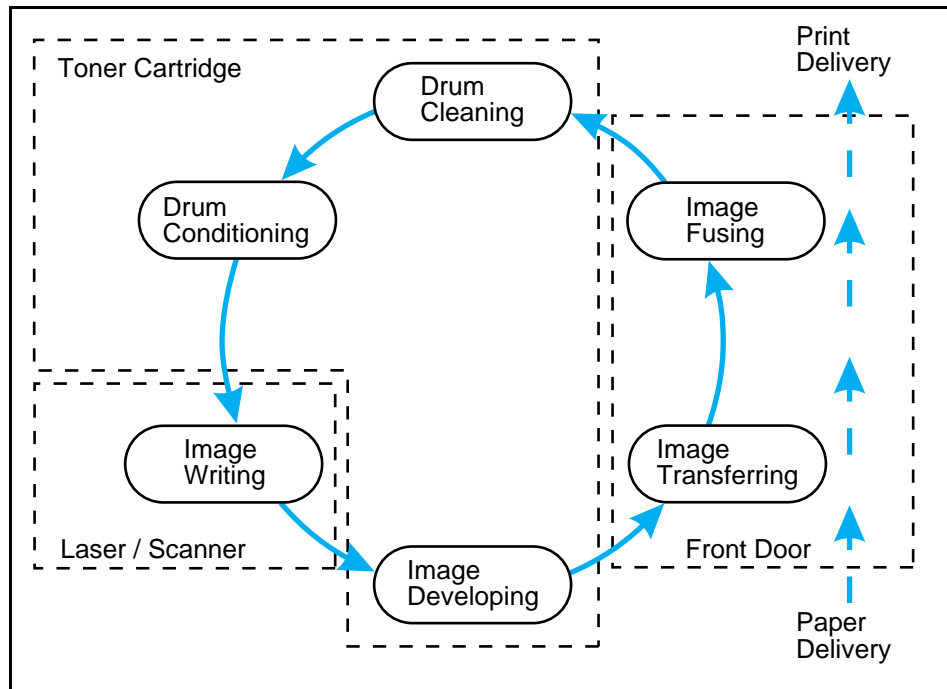 Toner Cartridge
Drum
Cleaning
Print
Delivery
Drum
Conditioning
Image
Fusing
Image
Writing
Image
Transferring
Laser / Scanner
Front Door
Image
Developing
Paper
Delivery